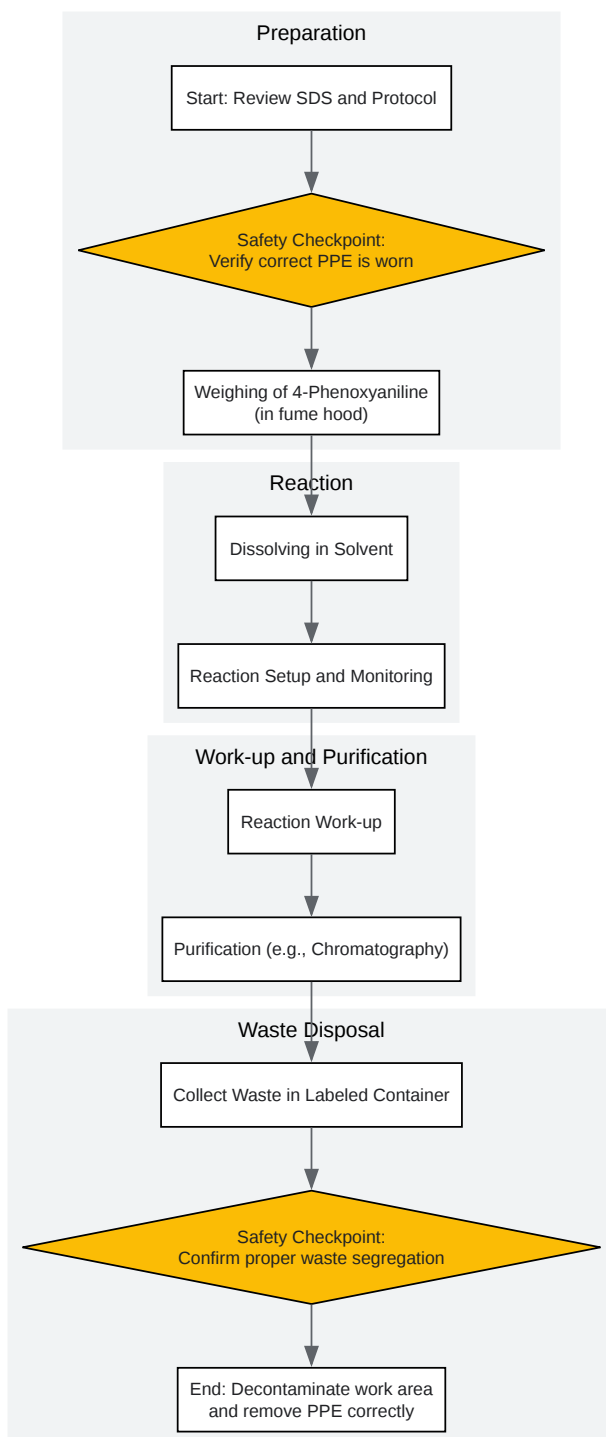 Preparation
Start: Review SDS and Protocol
Safety Checkpoint:
Verify correct PPE is worn
Weighing of 4-Phenoxyaniline
(in fume hood)
Reaction
Dissolving in Solvent
Reaction Setup and Monitoring
Work-up and Purification
Reaction Work-up
Purification (e.g., Chromatography)
Waste Disposal
Collect Waste in Labeled Container
Safety Checkpoint:
Confirm proper waste segregation
End: Decontaminate work area
and remove PPE correctly